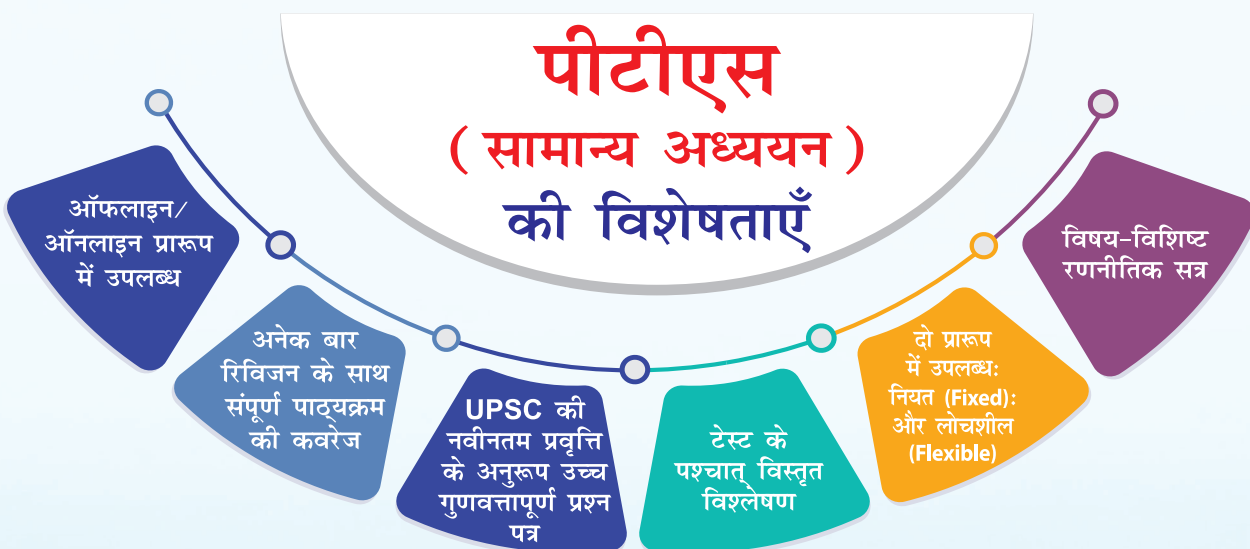 पीटीएस
( सामान्य अध्ययन )
की विशेषताएँ
ऑफलाइन/
ऑनलाइन प्रारूप
में उपलब्ध
अनेक बार
रिविजन के साथ
संपूर्ण पाठ्यक्रम
की कवरेज
UPSC की
नवीनतम प्रवृत्ति
के अनुरूप उच्च
गुणवत्तापूर्ण प्रश्न
पत्र
टेस्ट के
पश्चात् विस्तृत
विश्लेषण
दो प्रारूप
में उपलब्ध:
नियत (Fixed):
और लोचशील
(Flexible)
विषय-विशिष्ट
रणनीतिक सत्र